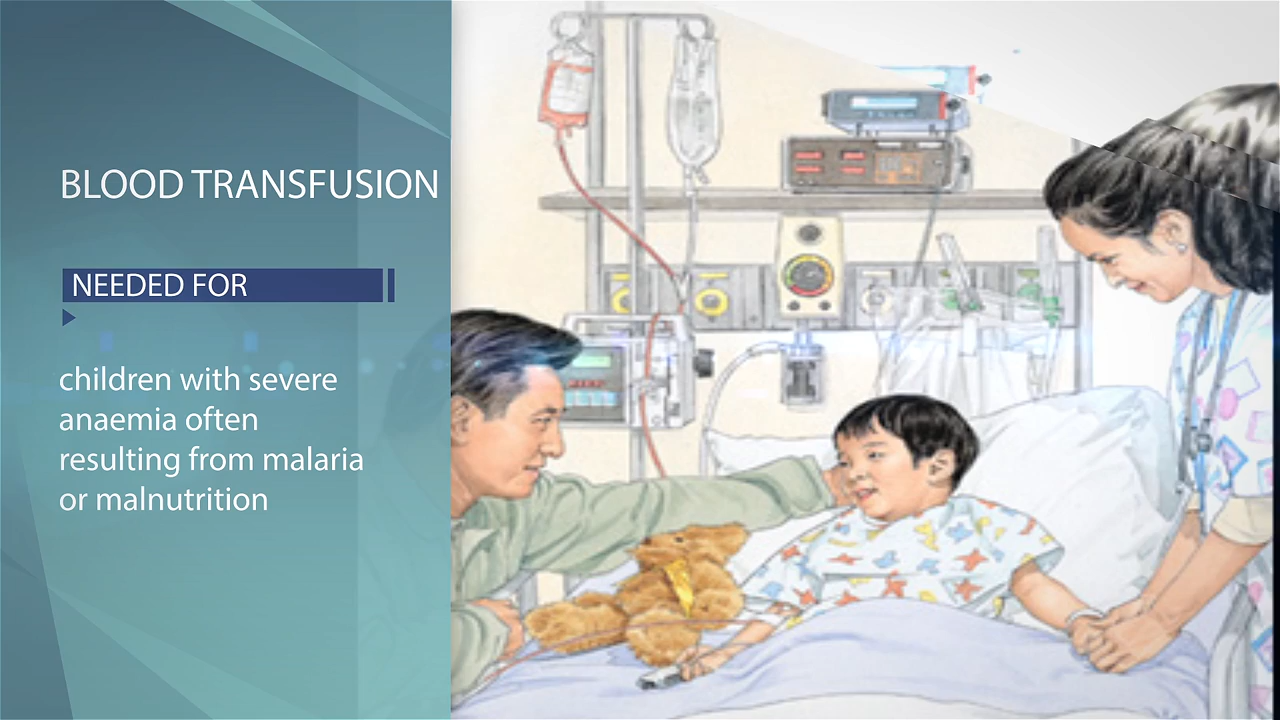 BLOOD TRANSFUSION
NEEDED FOR
children with severe
anaemia often
resulting from malaria
or malnutrition